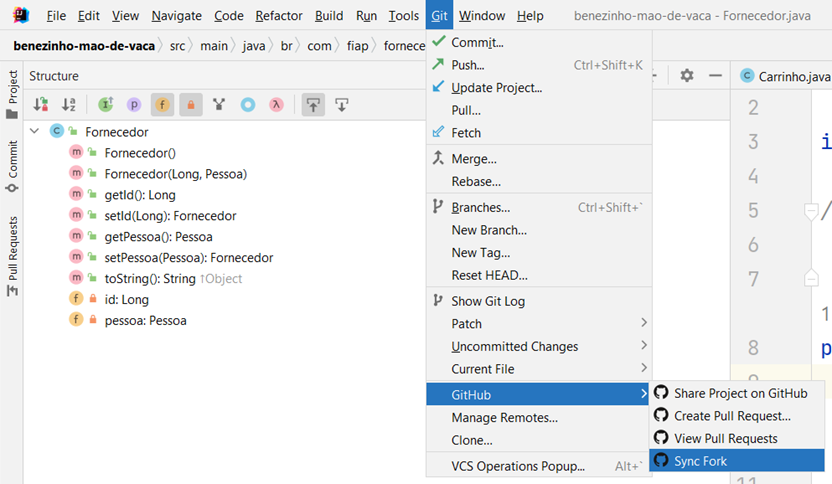 File Edit View Navigate Code Refactor Build Run Tools Git Window Help benezinho-mao-de-vaca - Fornecedor.java
benezinho-mao-de-vaca src main java br com fiap fornece
Project
Commit
Pull Requests
Structure
Fornecedor
Fornecedor()
Fornecedor(Long, Pessoa)
getId(): Long
setId(Long): Fornecedor
getPessoa(): Pessoa
setPessoa(Pessoa): Fornecedor
toString(): String ↑Object
id: Long
pessoa: Pessoa
Commit...
Push... Ctrl+Shift+K
Update Project...
Pull...
Fetch
Merge...
Rebase...
Branches... Ctrl+Shift+`
New Branch...
New Tag...
Reset HEAD...
Show Git Log
Patch
Uncommitted Changes
Current File
GitHub
Manage Remotes...
Clone...
VCS Operations Popup... Alt+`
Share Project on GitHub
Create Pull Request...
View Pull Requests
Sync Fork
Carrinho.java
2
3 i
4
5 /
6
7
1
8 p